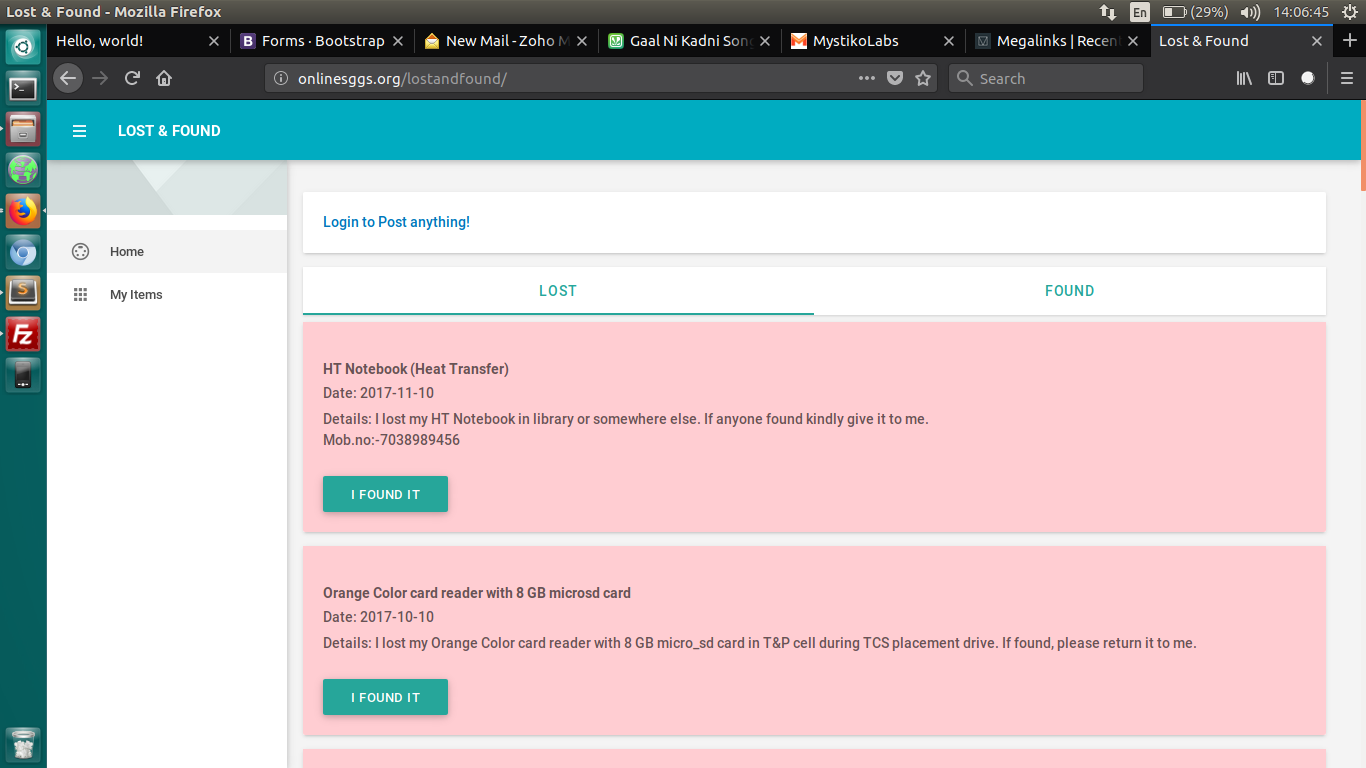 Lost & Found - Mozilla Firefox
En (29%) 14:06:45
Hello, world! Forms · Bootstrap New Mail - Zoho M Gaal Ni Kadni Song MystikoLabs Megalinks | Recent Lost & Found
onlinesggs.org/lostandfound/ Search
LOST & FOUND
Login to Post anything!
Home
My Items
LOST FOUND
HT Notebook (Heat Transfer)
Date: 2017-11-10
Details: I lost my HT Notebook in library or somewhere else. If anyone found kindly give it to me.
Mob.no:-7038989456
I FOUND IT
Orange Color card reader with 8 GB microsd card
Date: 2017-10-10
Details: I lost my Orange Color card reader with 8 GB micro_sd card in T&P cell during TCS placement drive. If found, please return it to me.
I FOUND IT